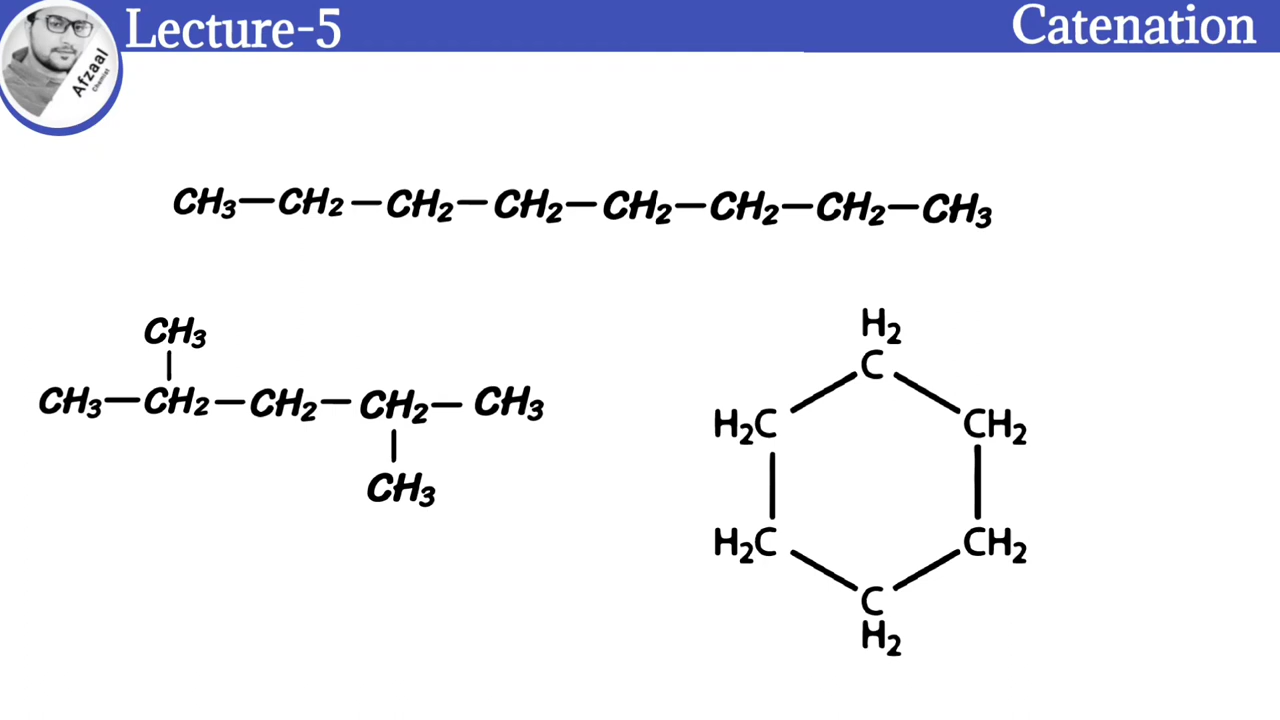 Lecture-5
Catenation
Afzaal
Chemist
CH3—CH2—CH2—CH2—CH2—CH2—CH2—CH3
CH3
CH3—CH2—CH2—CH2—CH3
CH3
H2
C
H2C CH2
H2C CH2
C
H2